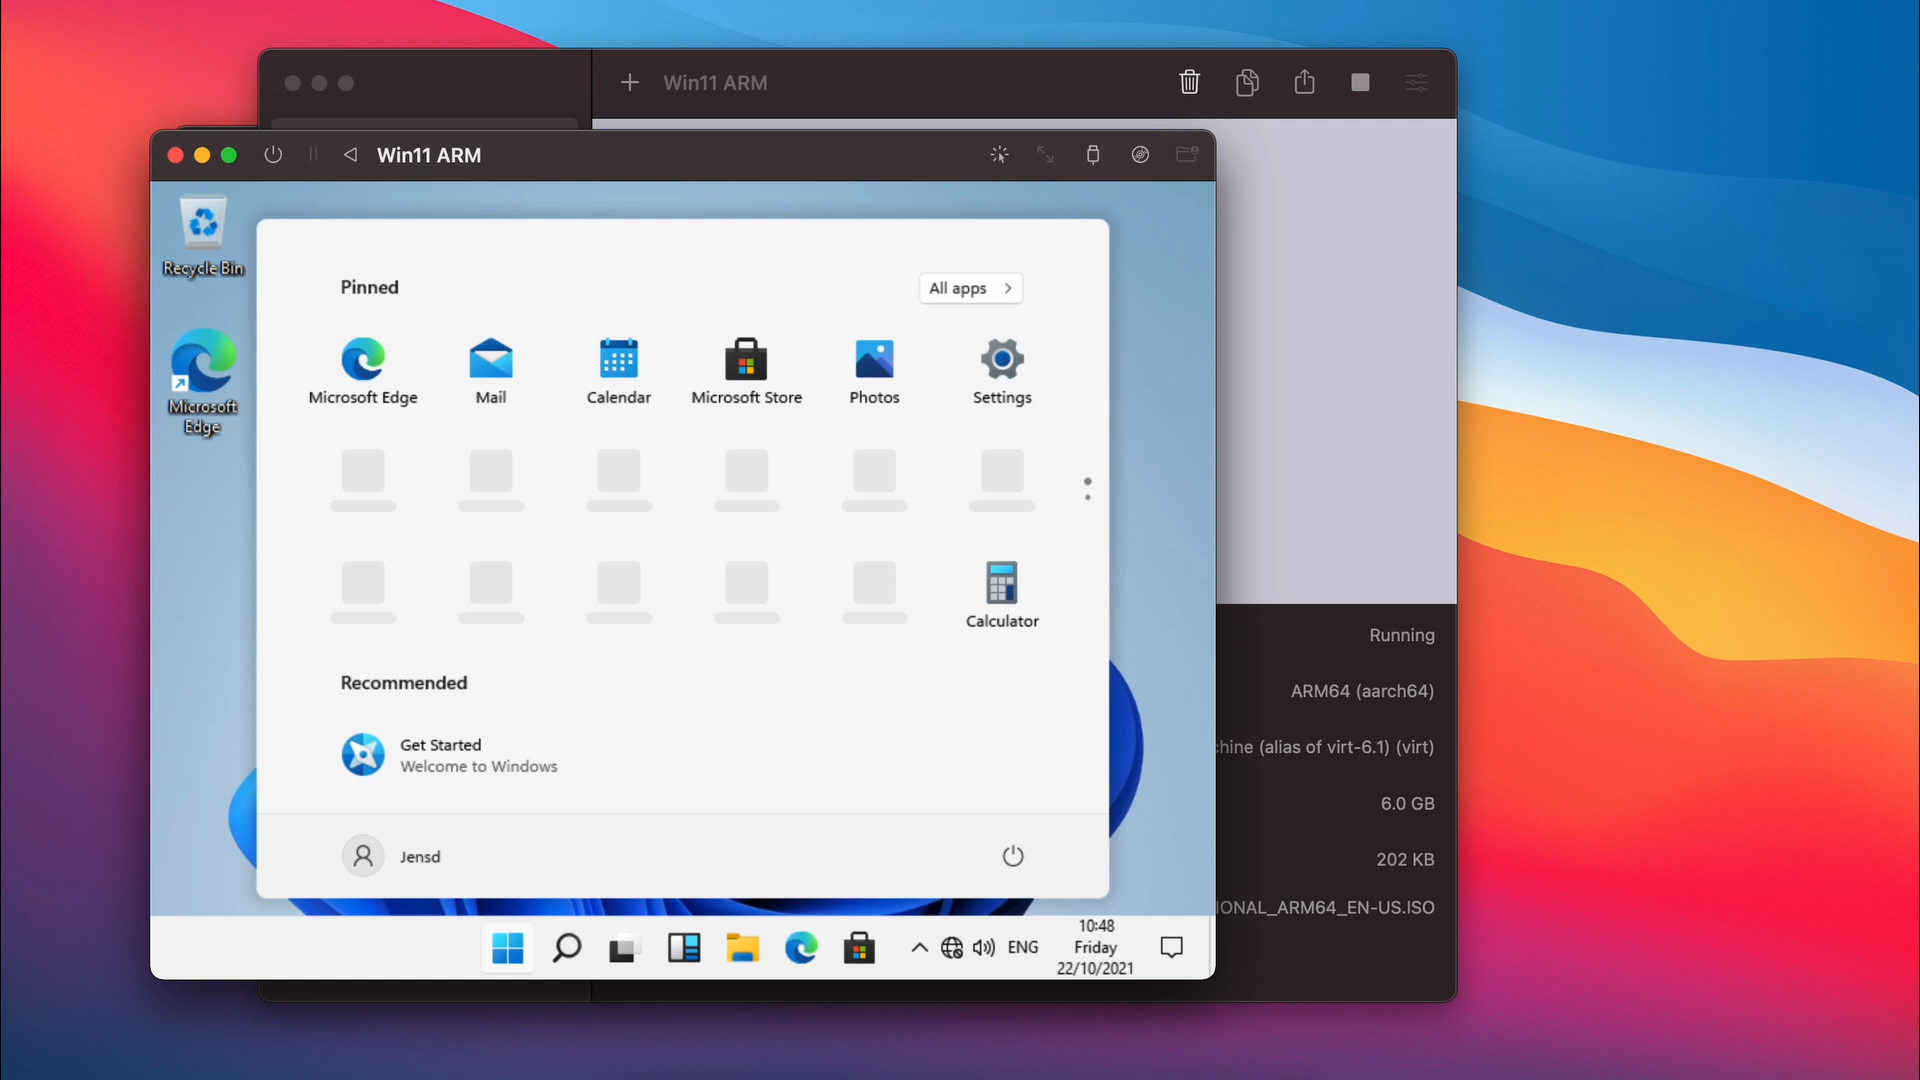 Win11 ARM
Win11 ARM
Recycle Bin
Microsoft
Edge
Pinned
All apps
Microsoft Edge
Mail
Calendar
Microsoft Store
Photos
Settings
Calculator
Recommended
Get Started
Welcome to Windows
Jensd
ENG
10:48
Friday
22/10/2021
Running
ARM64 (aarch64)
(alias of virt-6.1) (virt)
6.0 GB
202 KB
IONAL_ARM64_EN-US.ISO